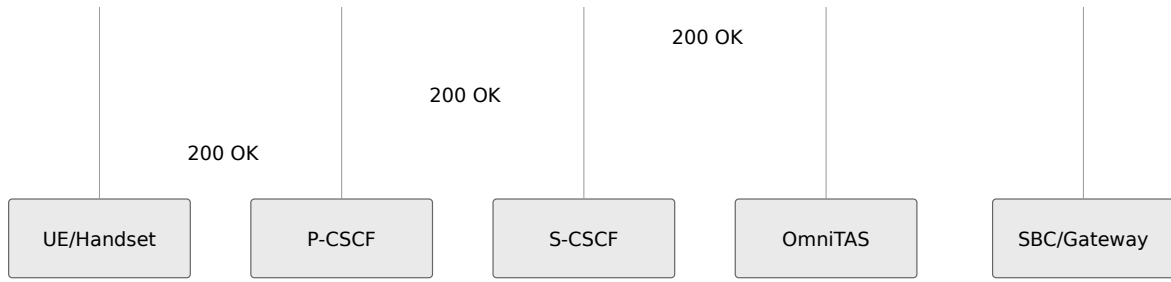 200 OK
200 OK
200 OK
UE/Handset
P-CSCF
S-CSCF
OmniTAS
SBC/Gateway